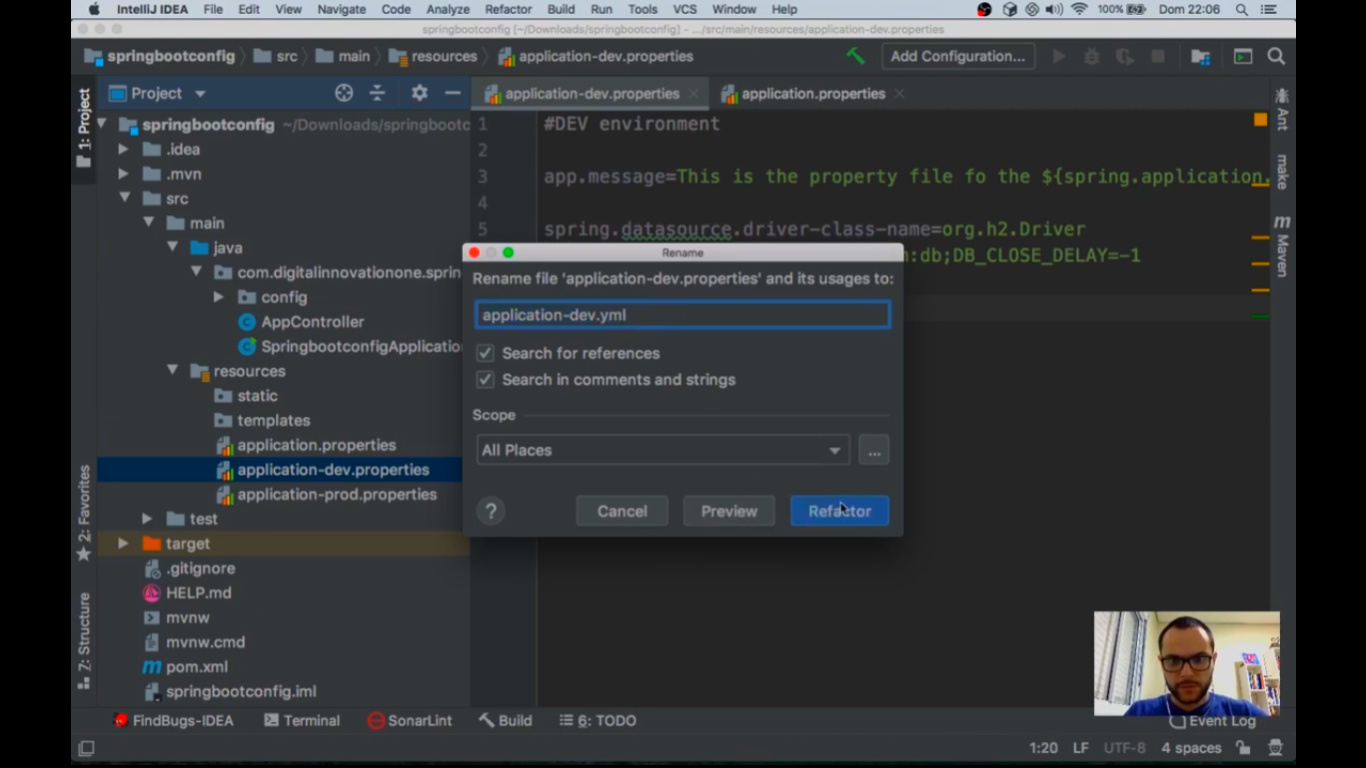 IntelliJ IDEA File Edit View Navigate Code Analyze Refactor Build Run Tools VCS Window Help 100% Dom 22:06
springbootconfig [~/Downloads/springbootconfig] - .../src/main/resources/application-dev.properties
springbootconfig src main resources application-dev.properties Add Configuration...
1: Project
Project
application-dev.properties application.properties
springbootconfig ~/Downloads/springbootc
.idea
.mvn
src
main
java
com.digitalinnovationone.sprin
config
AppController
SpringbootconfigApplicatio
resources
static
templates
application.properties
application-dev.properties
application-prod.properties
test
target
.gitignore
HELP.md
mvnw
mvnw.cmd
pom.xml
springbootconfig.iml
1 #DEV environment
2
3 app.message=This is the property file fo the ${spring.application.
4
5 spring.datasource.driver-class-name=org.h2.Driver
:db;DB_CLOSE_DELAY=-1
Rename
Rename file 'application-dev.properties' and its usages to:
application-dev.yml
Search for references
Search in comments and strings
Scope
All Places
...
? Cancel Preview Refactor
Ant
make
m Maven
2: Favorites
7: Structure
FindBugs-IDEA Terminal SonarLint Build 6: TODO Event Log
1:20 LF UTF-8 4 spaces